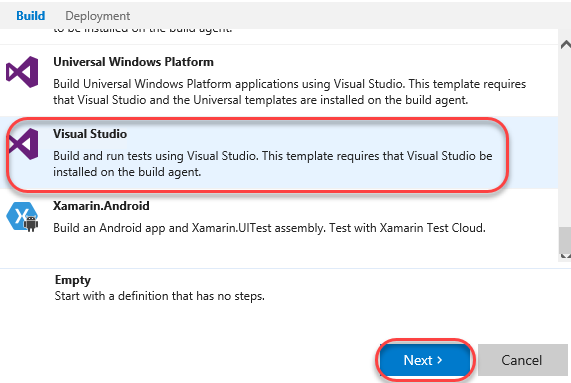 Build Deployment
to be installed on the build agent.
Universal Windows Platform
Build Universal Windows Platform applications using Visual Studio. This template requires
that Visual Studio and the Universal templates are installed on the build agent.
Visual Studio
Build and run tests using Visual Studio. This template requires that Visual Studio be
installed on the build agent.
Xamarin.Android
Build an Android app and Xamarin.UITest assembly. Test with Xamarin Test Cloud.
Empty
Start with a definition that has no steps.
Next > Cancel